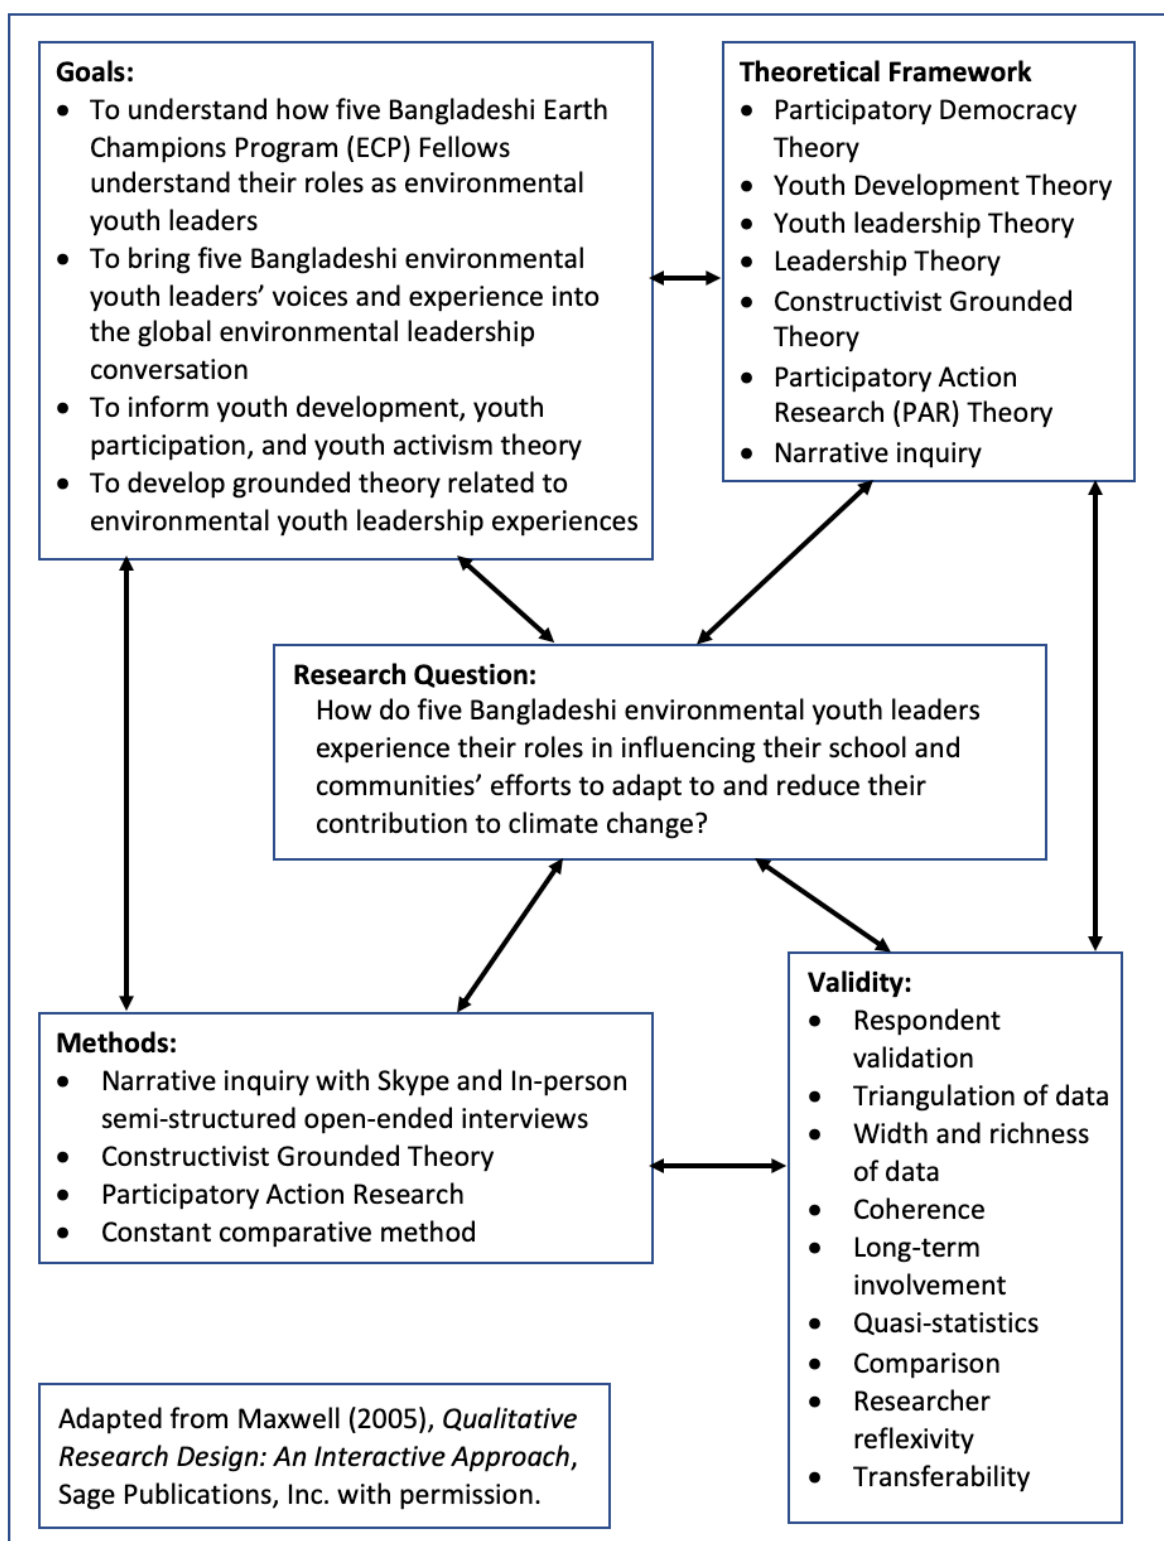 Goals:
• To understand how five Bangladeshi Earth
Champions Program (ECP) Fellows
understand their roles as environmental
youth leaders
• To bring five Bangladeshi environmental
youth leaders’ voices and experience into
the global environmental leadership
conversation
• To inform youth development, youth
participation, and youth activism theory
• To develop grounded theory related to
environmental youth leadership experiences
Theoretical Framework
• Participatory Democracy
Theory
• Youth Development Theory
• Youth leadership Theory
• Leadership Theory
• Constructivist Grounded
Theory
• Participatory Action
Research (PAR) Theory
• Narrative inquiry
Research Question:
How do five Bangladeshi environmental youth leaders
experience their roles in influencing their school and
communities’ efforts to adapt to and reduce their
contribution to climate change?
Methods:
• Narrative inquiry with Skype and In-person
semi-structured open-ended interviews
• Constructivist Grounded Theory
• Participatory Action Research
• Constant comparative method
Validity:
• Respondent
validation
• Triangulation of data
• Width and richness
of data
• Coherence
• Long-term
involvement
• Quasi-statistics
• Comparison
• Researcher
reflexivity
• Transferability
Adapted from Maxwell (2005), Qualitative
Research Design: An Interactive Approach,
Sage Publications, Inc. with permission.